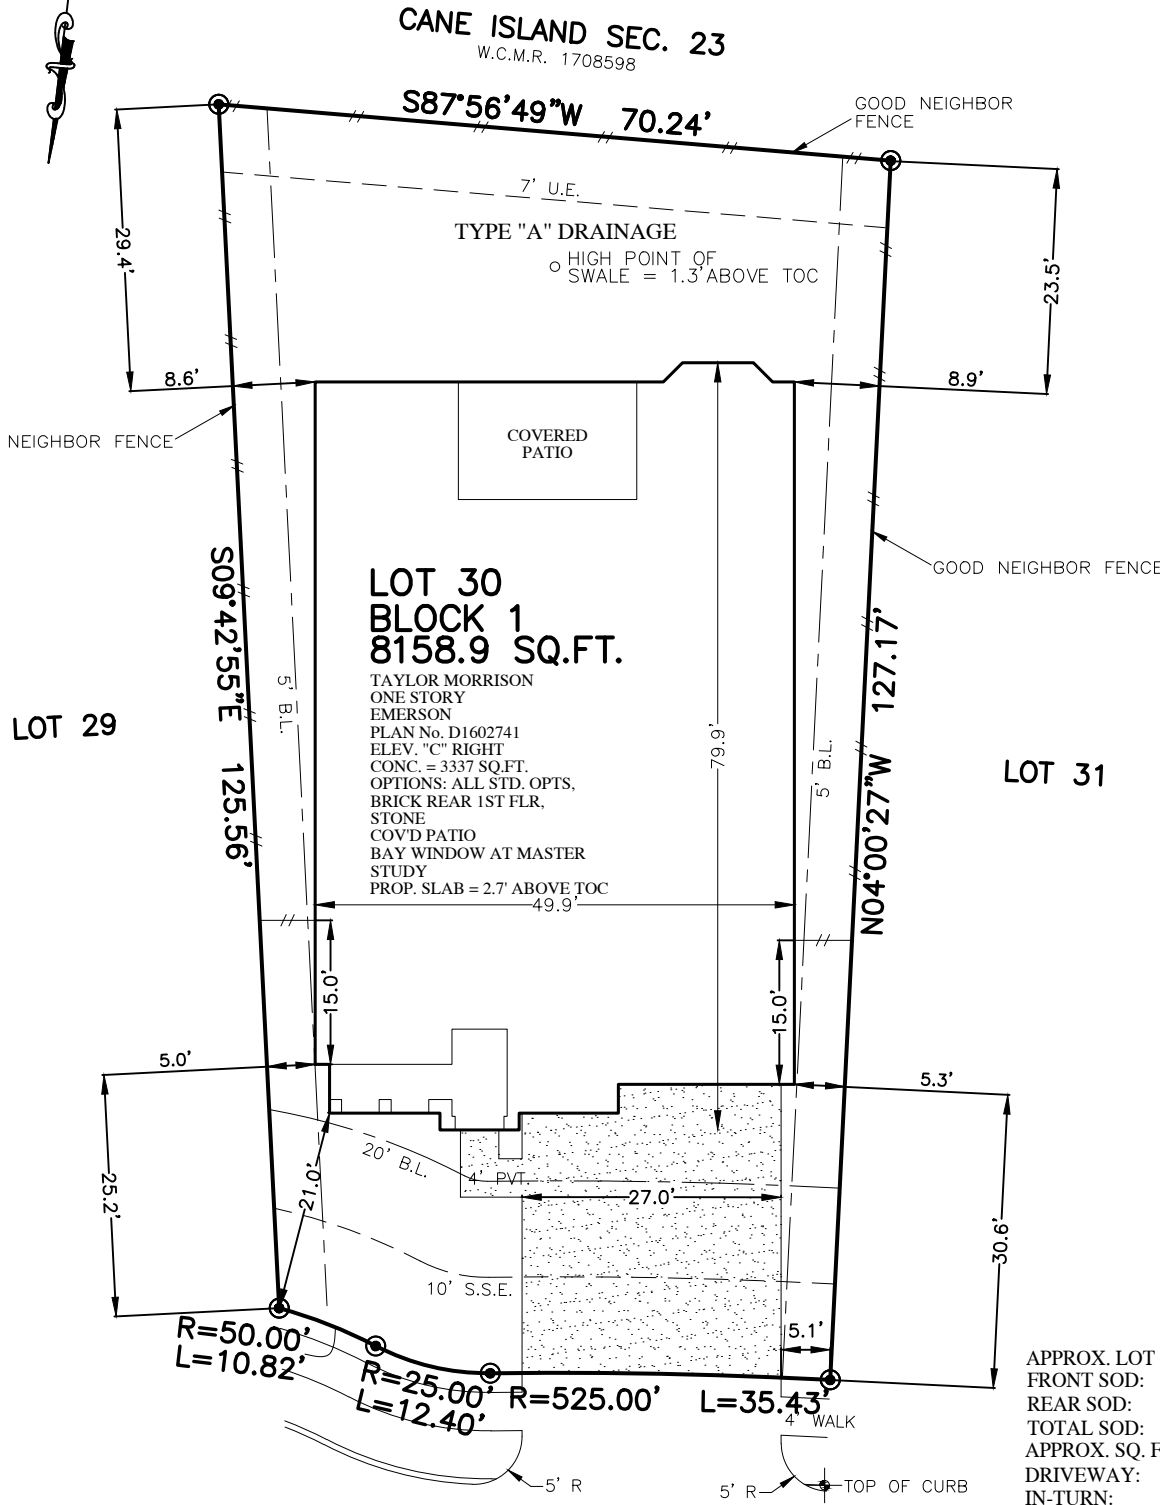 CANE ISLAND SEC. 23
W.C.M.R. 1708598
S87°56'49"W 70.24'
GOOD NEIGHBOR
FENCE
7' U.E.
TYPE "A" DRAINAGE
HIGH POINT OF
SWALE = 1.3'ABOVE TOC
29.4'
23.5'
8.6'
8.9'
NEIGHBOR FENCE
COVERED
PATIO
GOOD NEIGHBOR FENCE
S09°42'55"E 125.56'
N04°00'27"W 127.17'
LOT 30
BLOCK 1
8158.9 SQ.FT.
TAYLOR MORRISON
ONE STORY
EMERSON
PLAN No. D1602741
ELEV. "C" RIGHT
CONC. = 3337 SQ.FT.
OPTIONS: ALL STD. OPTS,
BRICK REAR 1ST FLR,
STONE
COV'D PATIO
BAY WINDOW AT MASTER
STUDY
PROP. SLAB = 2.7' ABOVE TOC
5' B.L.
5' B.L.
LOT 29
LOT 31
79.9'
49.9'
15.0'
15.0'
5.0'
5.3'
20' B.L.
4' PVT.
21.0'
27.0'
25.2'
30.6'
10' S.S.E.
R=50.00'
L=10.82'
R=25.00'
L=12.40'
R=525.00' L=35.43'
5.1'
4' WALK
5' R
5' R
TOP OF CURB
APPROX. LOT
FRONT SOD:
REAR SOD:
TOTAL SOD:
APPROX. SQ. F
DRIVEWAY:
IN-TURN: